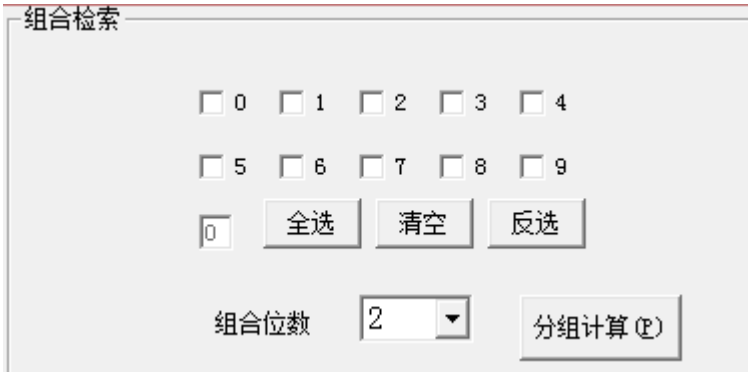 组合检索
0 1 2 3 4
5 6 7 8 9
0 全选 清空 反选
组合位数 2 分组计算(P)